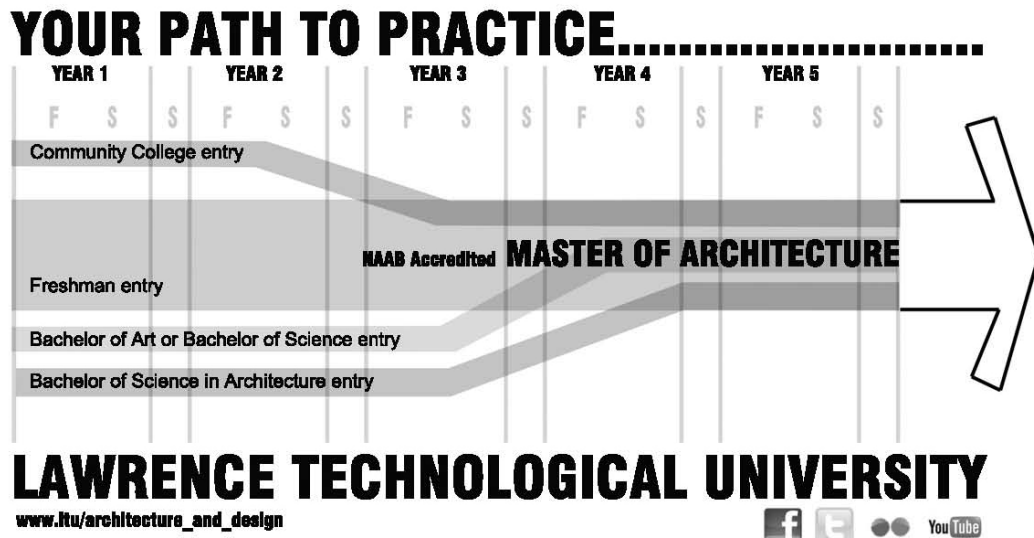 YOUR PATH TO PRACTICE........................
YEAR 1 YEAR 2 YEAR 3 YEAR 4 YEAR 5
F S S F S S F S S F S S F S S
Community College entry
NAAB Accredited MASTER OF ARCHITECTURE
Freshman entry
Bachelor of Art or Bachelor of Science entry
Bachelor of Science in Architecture entry
LAWRENCE TECHNOLOGICAL UNIVERSITY
www.ltu/architecture_and_design
f t You Tube